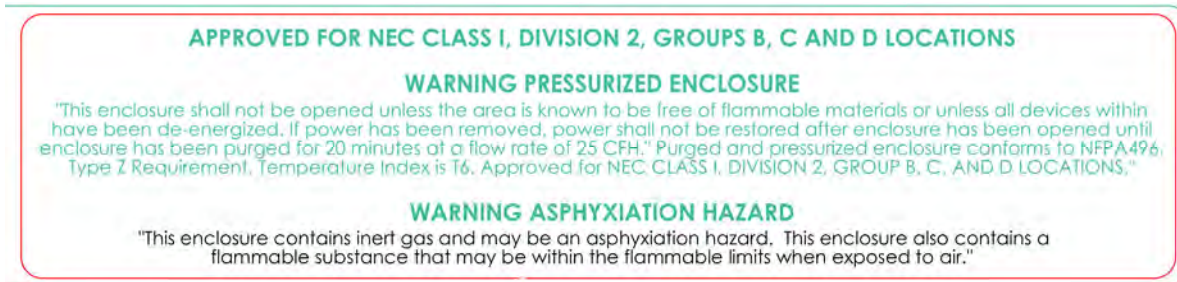 APPROVED FOR NEC CLASS I, DIVISION 2, GROUPS B, C AND D LOCATIONS
WARNING PRESSURIZED ENCLOSURE
"This enclosure shall not be opened unless the area is known to be free of flammable materials or unless all devices within
have been de-energized. If power has been removed, power shall not be restored after enclosure has been opened until
enclosure has been purged for 20 minutes at a flow rate of 25 CFH." Purged and pressurized enclosure conforms to NFPA496,
Type Z Requirement. Temperature Index is T6. Approved for NEC CLASS I, DIVISION 2, GROUP B, C, AND D LOCATIONS."
WARNING ASPHYXIATION HAZARD
"This enclosure contains inert gas and may be an asphyxiation hazard. This enclosure also contains a
flammable substance that may be within the flammable limits when exposed to air."